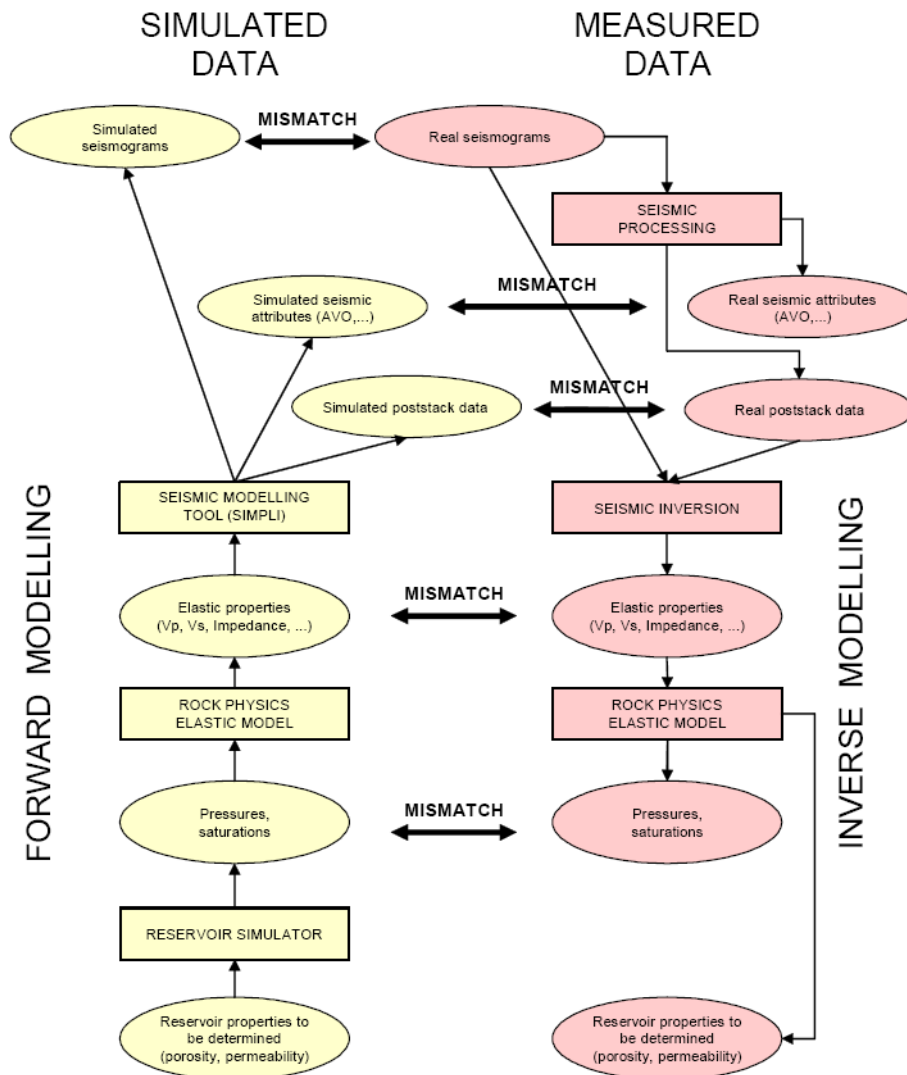 SIMULATED
DATA
MEASURED
DATA
Simulated
seismograms
MISMATCH
Real seismograms
SEISMIC
PROCESSING
Simulated seismic
attributes (AVO,...)
MISMATCH
Real seismic attributes
(AVO,...)
Simulated poststack data
MISMATCH
Real poststack data
FORWARD MODELLING
SEISMIC MODELLING
TOOL (SIMPLI)
SEISMIC INVERSION
INVERSE MODELLING
Elastic properties
(Vp, Vs, Impedance, ...)
MISMATCH
Elastic properties
(Vp, Vs, Impedance, ...)
ROCK PHYSICS
ELASTIC MODEL
ROCK PHYSICS
ELASTIC MODEL
Pressures,
saturations
MISMATCH
Pressures,
saturations
RESERVOIR SIMULATOR
Reservoir properties to
be determined
(porosity, permeability)
Reservoir properties to
be determined
(porosity, permeability)